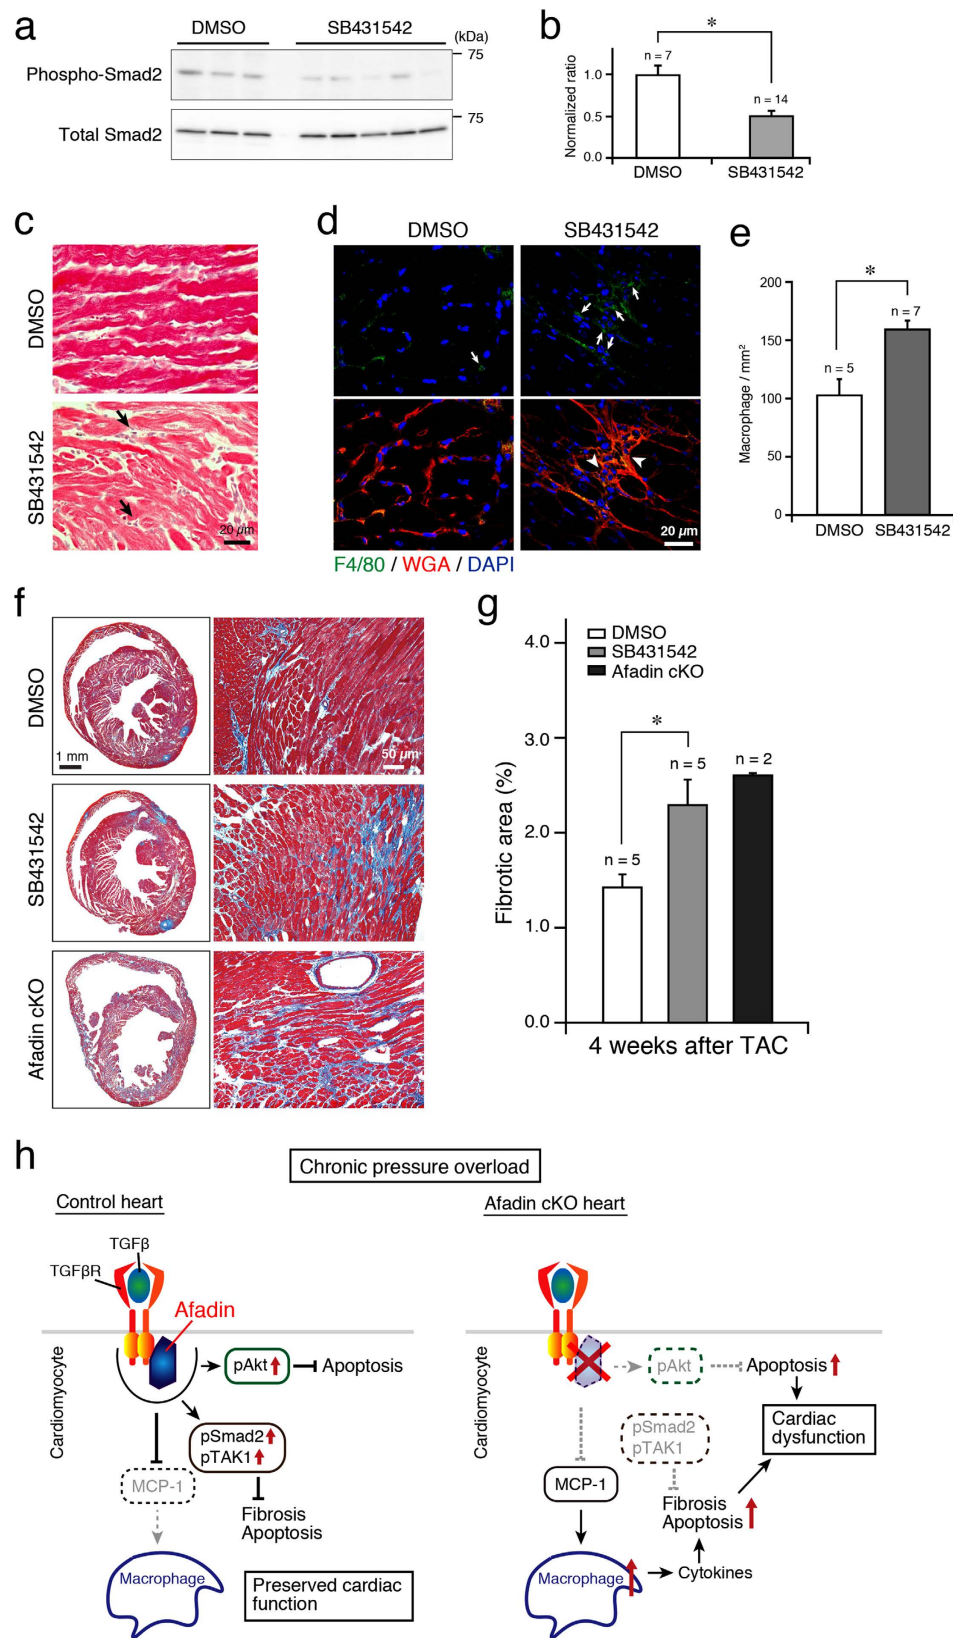 a
DMSO
SB431542
(kDa)
75
Phospho-Smad2
75
Total Smad2
b
*
n = 7
n = 14
Normalized ratio
1.0
0.5
0.0
DMSO
SB431542
c
DMSO
SB431542
20 μm
d
DMSO
SB431542
20 μm
F4/80 / WGA / DAPI
e
*
n = 7
n = 5
Macrophage / mm²
200
150
100
50
0
DMSO
SB431542
f
DMSO
1 mm
50 μm
SB431542
Afadin cKO
g
DMSO
SB431542
Afadin cKO
*
n = 5
n = 5
n = 2
Fibrotic area (%)
4.0
3.0
2.0
1.0
0.0
4 weeks after TAC
h
Chronic pressure overload
Control heart
TGFβ
TGFβR
Afadin
Cardiomyocyte
pAkt
Apoptosis
pSmad2
pTAK1
MCP-1
Fibrosis
Apoptosis
Macrophage
Preserved cardiac
function
Afadin cKO heart
Cardiomyocyte
pAkt
Apoptosis
pSmad2
pTAK1
Cardiac
dysfunction
MCP-1
Fibrosis
Apoptosis
Macrophage
Cytokines